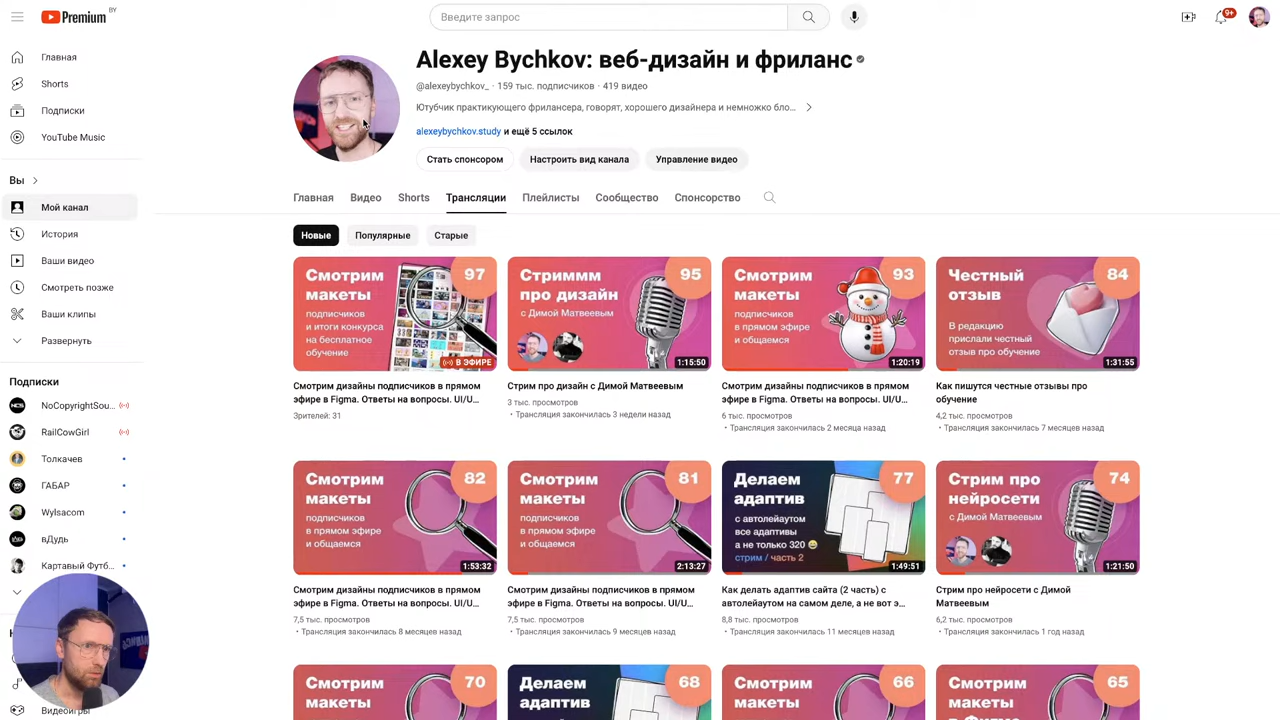 Premium BY
Введите запрос
9+
Главная
Shorts
Подписки
YouTube Music
Вы
Мой канал
История
Ваши видео
Смотреть позже
Ваши клипы
Развернуть
Подписки
NoCopyrightSou...
RailCowGirl
Толкачев
ГАБАР
Wylsacom
вДудь
Картавый Футб...
Видеоигры
Alexey Bychkov: веб-дизайн и фриланс
@alexeybychkov_ · 159 тыс. подписчиков · 419 видео
Ютубчик практикующего фрилансера, говорят, хорошего дизайнера и немножко бло...
alexeybychkov.study и ещё 5 ссылок
Стать спонсором
Настроить вид канала
Управление видео
Главная
Видео
Shorts
Трансляции
Плейлисты
Сообщество
Спонсорство
Новые
Популярные
Старые
Смотрим
макеты
подписчиков
и итоги конкурса
на бесплатное
обучение
97
В ЭФИРЕ
Смотрим дизайны подписчиков в прямом
эфире в Figma. Ответы на вопросы. UI/U...
Зрителей: 31
Стриммм
про дизайн
с Димой Матвеевым
95
1:15:50
Стрим про дизайн с Димой Матвеевым
3 тыс. просмотров
• Трансляция закончилась 3 недели назад
Смотрим
макеты
подписчиков
в прямом эфире
и общаемся
93
1:20:19
Смотрим дизайны подписчиков в прямом
эфире в Figma. Ответы на вопросы. UI/U...
6 тыс. просмотров
• Трансляция закончилась 2 месяца назад
Честный
отзыв
В редакцию
прислали честный
отзыв про обучение
84
1:31:55
Как пишутся честные отзывы про
обучение
4,2 тыс. просмотров
• Трансляция закончилась 7 месяцев назад
Смотрим
макеты
подписчиков
в прямом эфире
и общаемся
82
1:53:32
Смотрим дизайны подписчиков в прямом
эфире в Figma. Ответы на вопросы. UI/U...
7,5 тыс. просмотров
• Трансляция закончилась 8 месяцев назад
Смотрим
макеты
подписчиков
в прямом эфире
и общаемся
81
2:13:27
Смотрим дизайны подписчиков в прямом
эфире в Figma. Ответы на вопросы. UI/U...
7,5 тыс. просмотров
• Трансляция закончилась 9 месяцев назад
Делаем
адаптив
с автолейаутом
все адаптивы
а не только 320 😅
стрим / часть 2
77
1:49:51
Как делать адаптив сайта (2 часть) с
автолейаутом на самом деле, а не вот э...
8,8 тыс. просмотров
• Трансляция закончилась 11 месяцев назад
Стрим про
нейросети
с Димой Матвеевым
74
1:21:50
Стрим про нейросети с Димой
Матвеевым
6,2 тыс. просмотров
• Трансляция закончилась 1 год назад
Смотрим
макеты
70
Делаем
адаптив
68
Смотрим
макеты
66
Смотрим
макеты
65